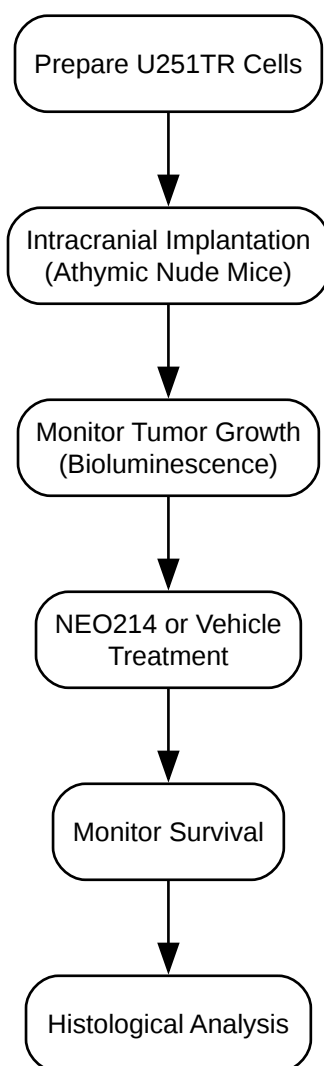 Prepare U251TR Cells
Intracranial Implantation
(Athymic Nude Mice)
Monitor Tumor Growth
(Bioluminescence)
NEO214 or Vehicle
Treatment
Monitor Survival
Histological Analysis